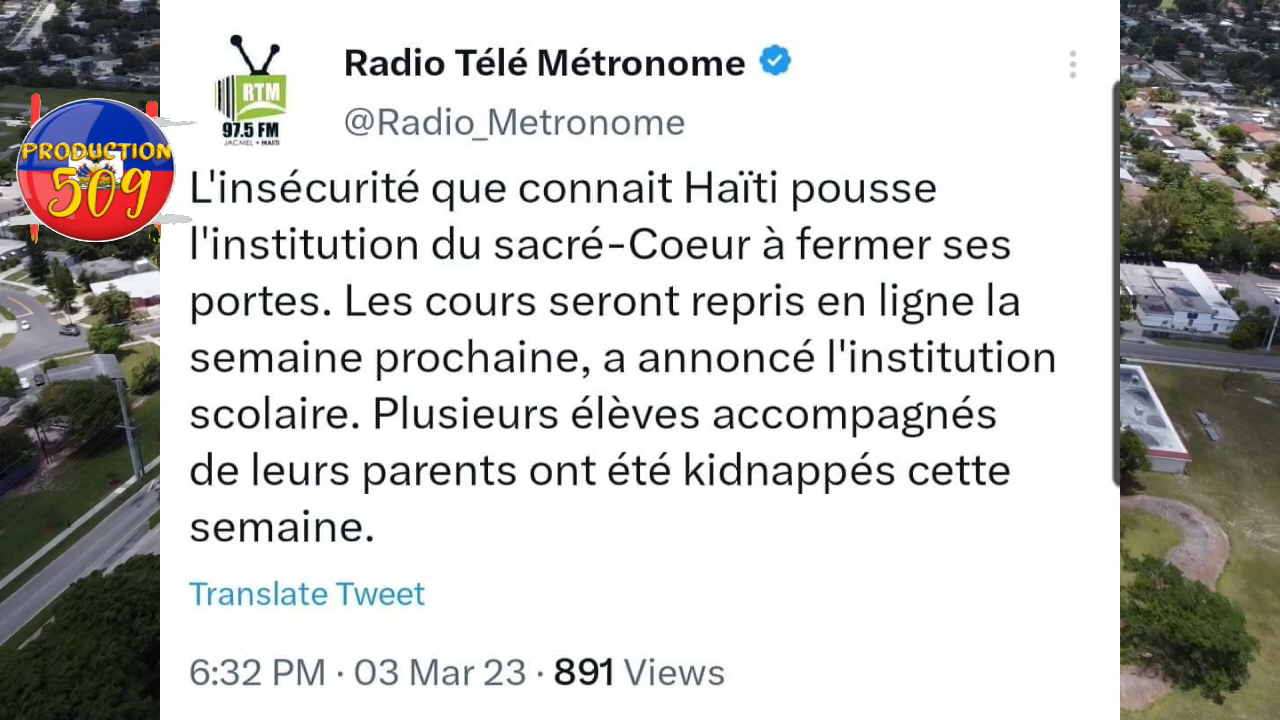 Radio Télé Métronome
RTM
@Radio_Metronome
97.5 FM
JACMEL • HAITI
PRODUCTION
509
L'insécurité que connait Haïti pousse
l'institution du sacré-Coeur à fermer ses
portes. Les cours seront repris en ligne la
semaine prochaine, a annoncé l'institution
scolaire. Plusieurs élèves accompagnés
de leurs parents ont été kidnappés cette
semaine.
Translate Tweet
6:32 PM · 03 Mar 23 · 891 Views